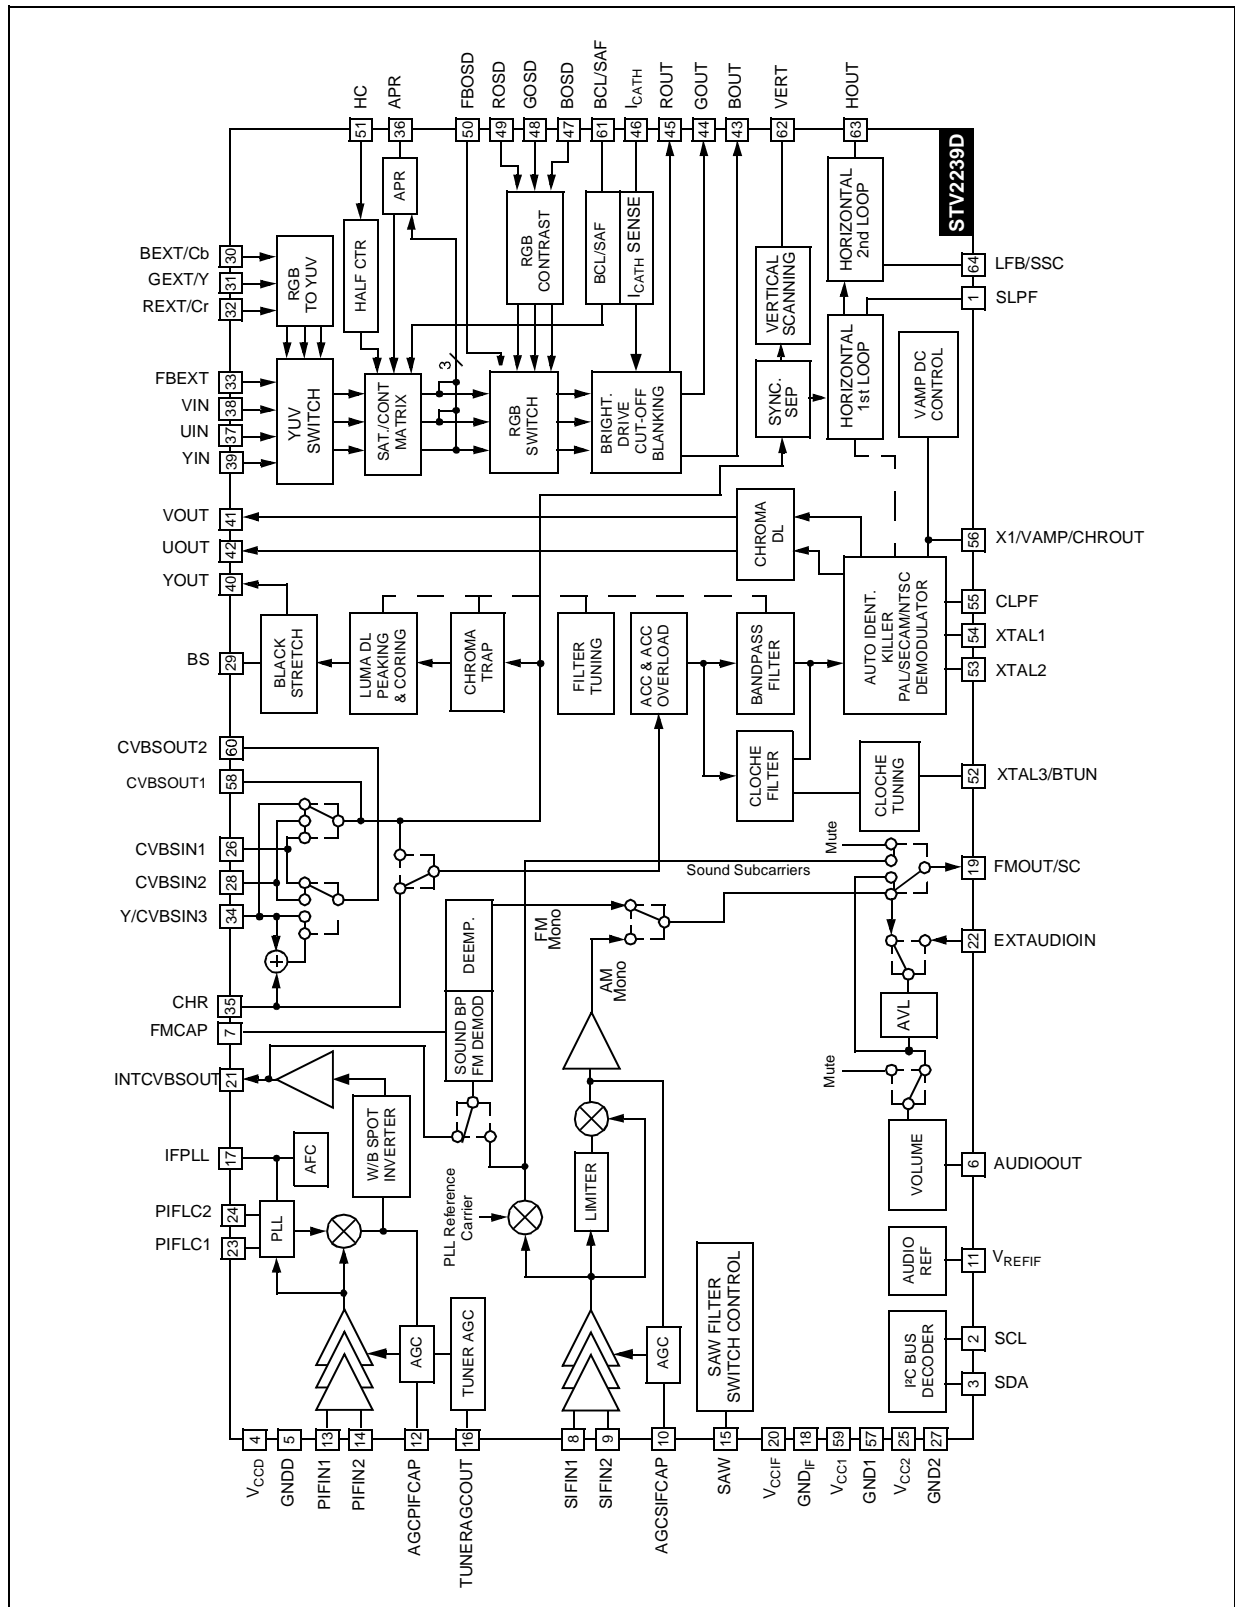 HC
51
APR
36
FBOSD
50
ROSD
49
GOSD
48
BOSD
47
BCL/SAF
61
ICATH
46
ROUT
45
GOUT
44
BOUT
43
VERT
62
HOUT
63
STV2239D
BEXT/Cb
30
GEXT/Y
31
REXT/Cr
32
FBEXT
33
VIN
38
UIN
37
YIN
39
VOUT
41
UOUT
42
YOUT
40
BS
29
CVBSOUT2
60
CVBSOUT1
58
CVBSIN1
26
CVBSIN2
28
Y/CVBSIN3
34
CHR
35
FMCAP
7
INTCVBSOUT
21
IFPLL
17
PIFLC2
24
PIFLC1
23
RGB
TO YUV
HALF CTR
APR
RGB
CONTRAST
BCL/SAF
ICATH SENSE
VERTICAL
SCANNING
HORIZONTAL
2nd LOOP
YUV
SWITCH
SAT./CONT
MATRIX
3
RGB
SWITCH
BRIGHT.
DRIVE
CUT-OFF
BLANKING
SYNC.
SEP
HORIZONTAL
1st LOOP
VAMP DC
CONTROL
CHROMA
DL
BLACK
STRETCH
LUMA DL
PEAKING
& CORING
CHROMA
TRAP
FILTER
TUNING
ACC & ACC
OVERLOAD
BANDPASS
FILTER
AUTO IDENT.
KILLER
PAL/SECAM/NTSC
DEMODULATOR
CLOCHE
FILTER
CLOCHE
TUNING
Mute
Sound Subcarriers
FM
Mono
AM
Mono
DEEMP.
SOUND BP
FM DEMOD
AVL
Mute
VOLUME
W/B SPOT
INVERTER
AFC
PLL
PLL Reference
Carrier
LIMITER
AUDIO
REF
AGC
TUNER AGC
AGC
SAW FILTER
SWITCH CONTROL
I²C BUS
DECODER
64
LFB/SSC
1
SLPF
56
X1/VAMP/CHROUT
55
CLPF
54
XTAL1
53
XTAL2
52
XTAL3/BTUN
19
FMOUT/SC
22
EXTAUDIOIN
6
AUDIOOUT
11
VREFIF
2
SCL
3
SDA
4
VCCD
5
GNDD
13
PIFIN1
14
PIFIN2
12
AGCPIFCAP
16
TUNERAGCOUT
8
SIFIN1
9
SIFIN2
10
AGCSIFCAP
15
SAW
20
VCCIF
18
GNDIF
59
VCC1
57
GND1
25
VCC2
27
GND2